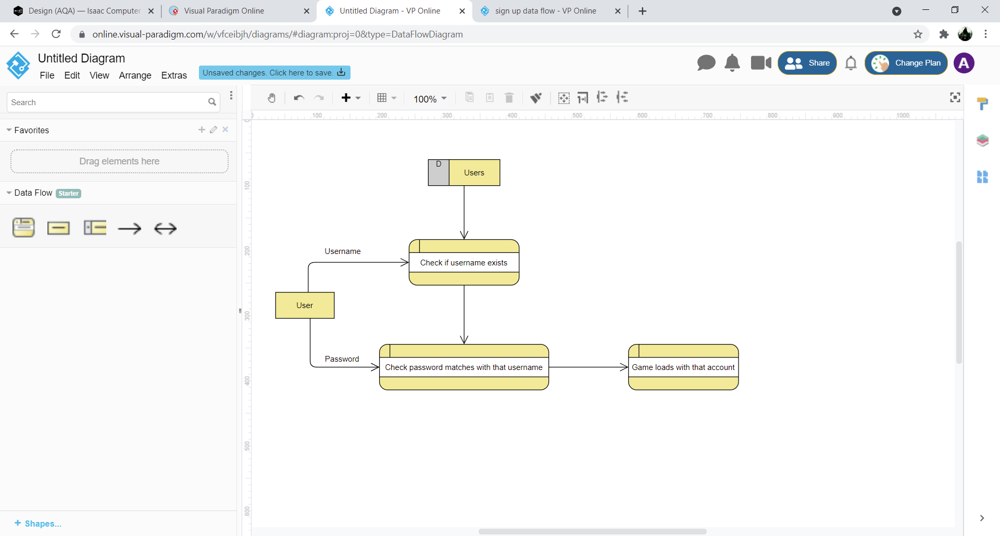 Design (AQA) — Isaac Computer
Visual Paradigm Online
Untitled Diagram - VP Online
sign up data flow - VP Online
online.visual-paradigm.com/w/vfceibjh/diagrams/#diagram:proj=0&type=DataFlowDiagram
Untitled Diagram
File Edit View Arrange Extras
Unsaved changes. Click here to save.
Share
Change Plan
A
Search
100%
100 200 300 400 500 600 700 800 900 1000
Favorites
Drag elements here
Data Flow Starter
0
100
200
300
400
500
600
D
Users
Username
Check if username exists
User
Password
Check password matches with that username
Game loads with that account
+ Shapes...